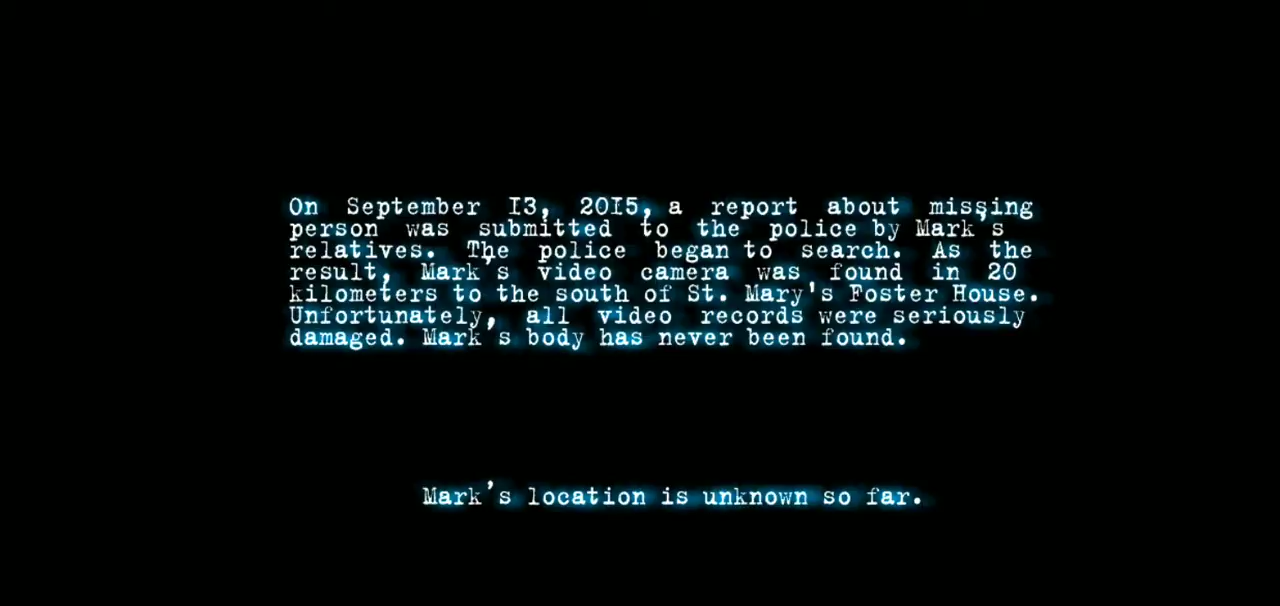 On September 13, 2015, a report about missing
person was submitted to the police by Mark's
relatives. The police began to search. As the
result, Mark's video camera was found in 20
kilometers to the south of St. Mary's Foster House.
Unfortunately, all video records were seriously
damaged. Mark's body has never been found.
Mark's location is unknown so far.